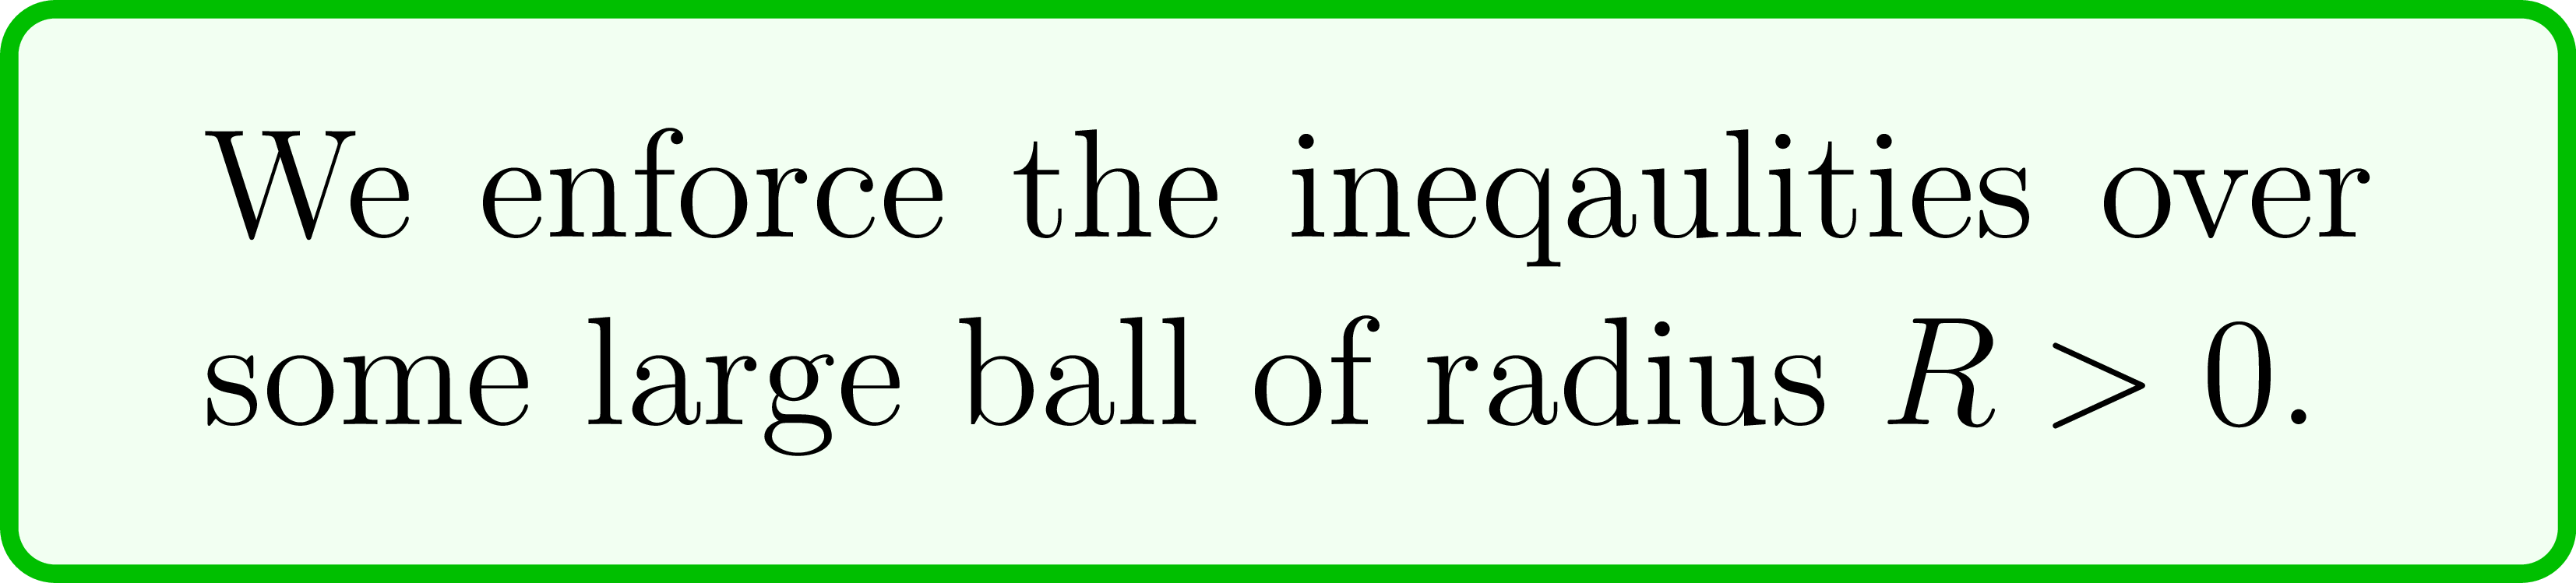 We enforce the ineqaulities over
some large ball of radius R > 0.